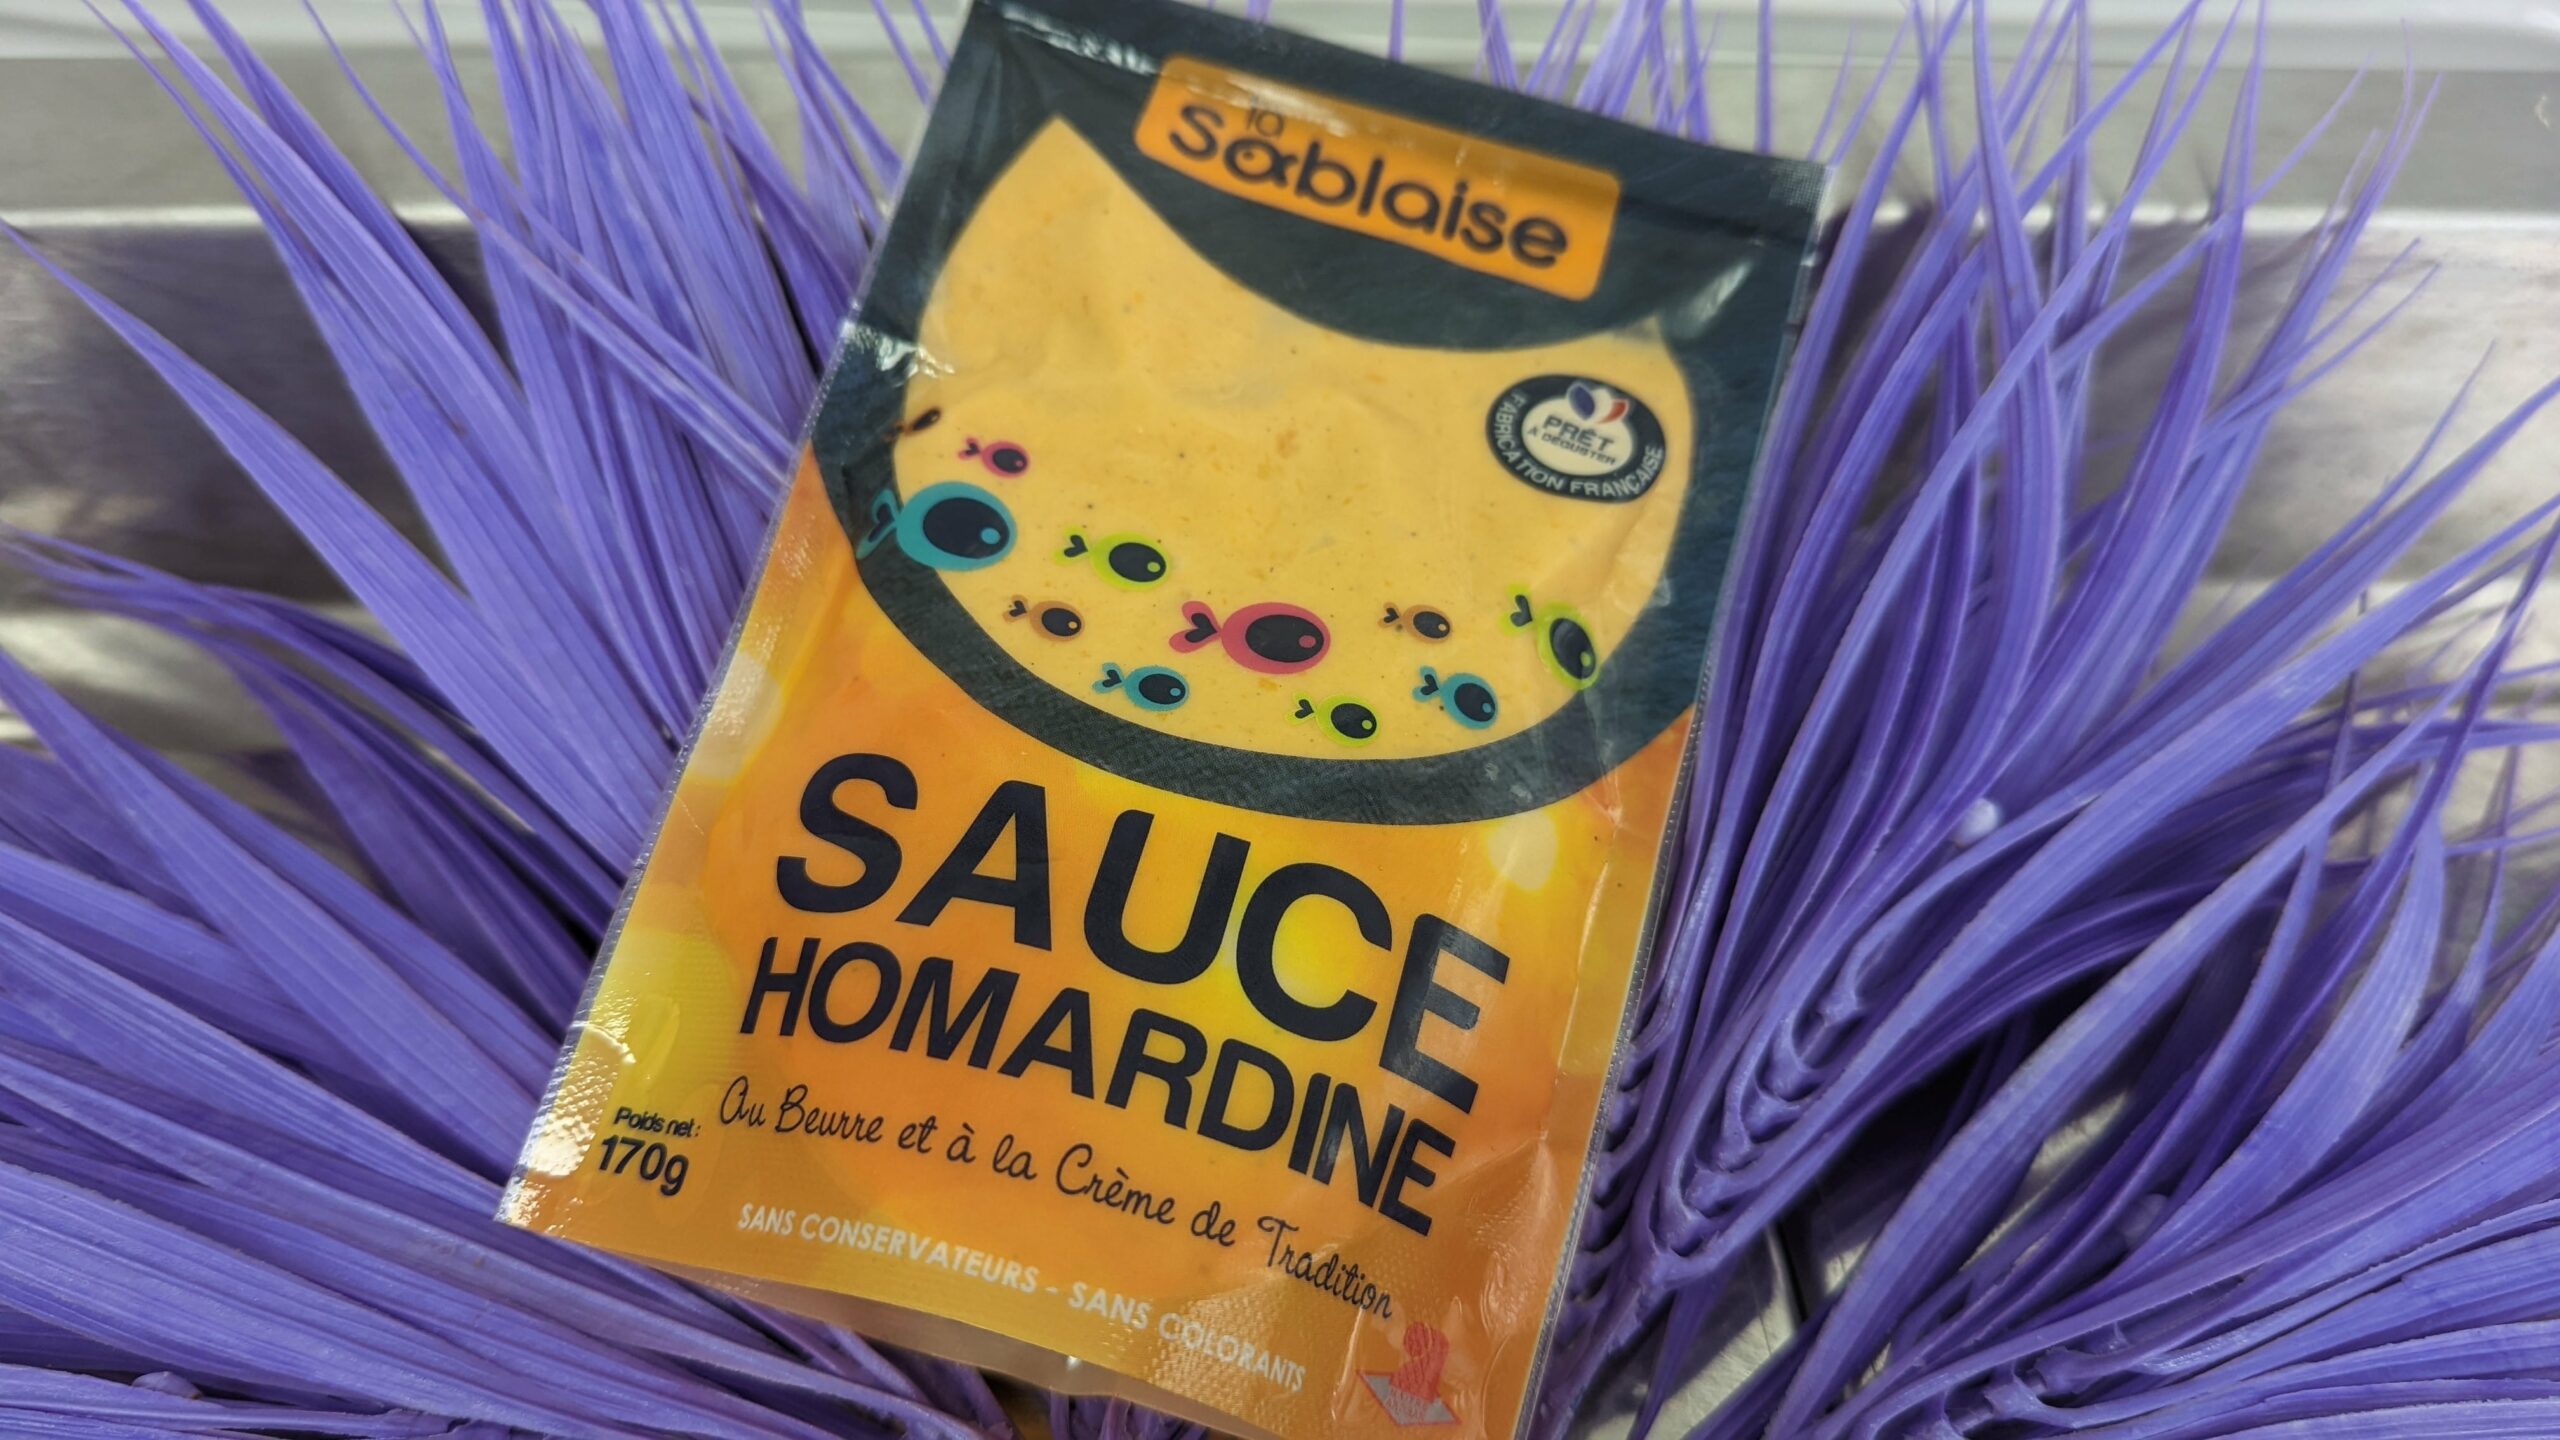 la
sablaise
PRÊT
À DÉGUSTER
FABRICATION FRANÇAISE
SAUCE
HOMARDINE
Au Beurre et à la Crème de Tradition
Poids net:
170g
SANS CONSERVATEURS - SANS COLORANTS